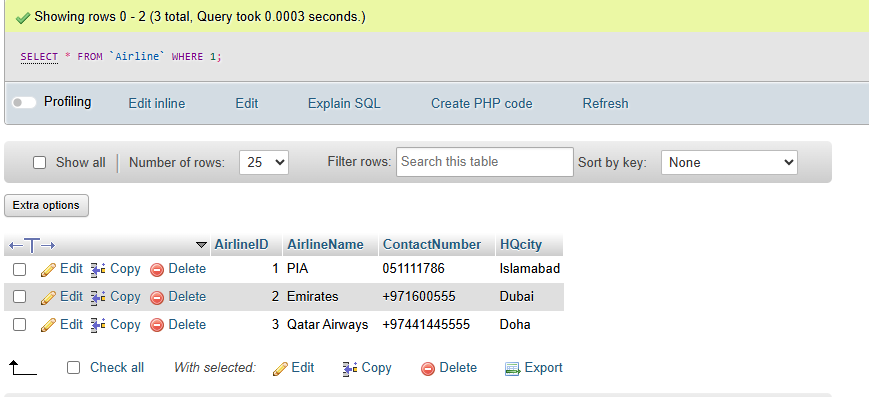 Showing rows 0 - 2 (3 total, Query took 0.0003 seconds.)
SELECT * FROM `Airline` WHERE 1;
Profiling Edit inline Edit Explain SQL Create PHP code Refresh
Show all Number of rows: 25 Filter rows: Search this table Sort by key: None
Extra options
AirlineID AirlineName ContactNumber HQcity
Edit Copy Delete 1 PIA 051111786 Islamabad
Edit Copy Delete 2 Emirates +971600555 Dubai
Edit Copy Delete 3 Qatar Airways +97441445555 Doha
Check all With selected: Edit Copy Delete Export